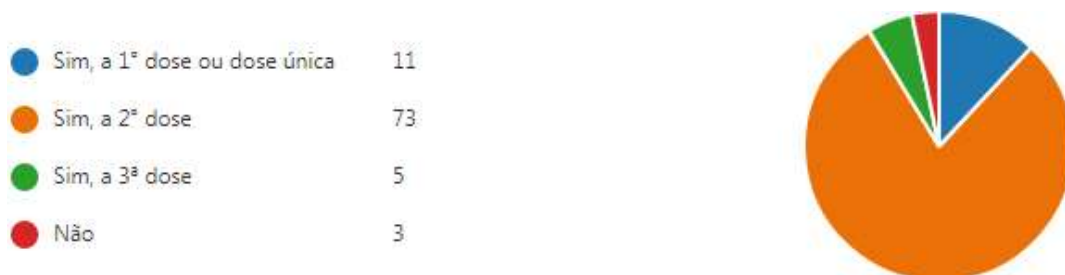 Sim, a 1° dose ou dose única 11
Sim, a 2° dose 73
Sim, a 3ª dose 5
Não 3